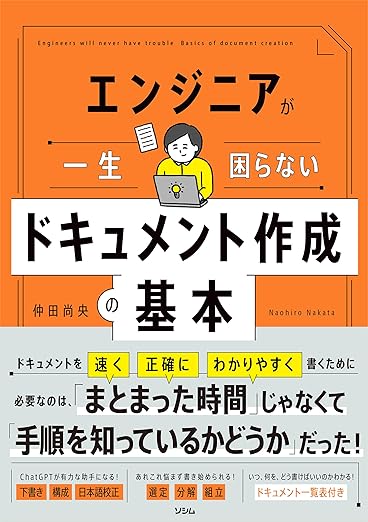 Engineers will never have trouble Basics of document creation
エンジニアが
一生 困らない
ドキュメント作成
の基本
仲田尚央
Naohiro Nakata
ドキュメントを 速く 正確に わかりやすく 書くために
必要なのは、「まとまった時間」じゃなくて
「手順を知っているかどうか」だった!
ChatGPTが有力な助手になる!
下書き 構成 日本語校正
あれこれ悩まず書き始められる!
選定 分解 組立
いつ、何を、どう書けばいいのかわかる!
ドキュメント一覧表付き
ソシム